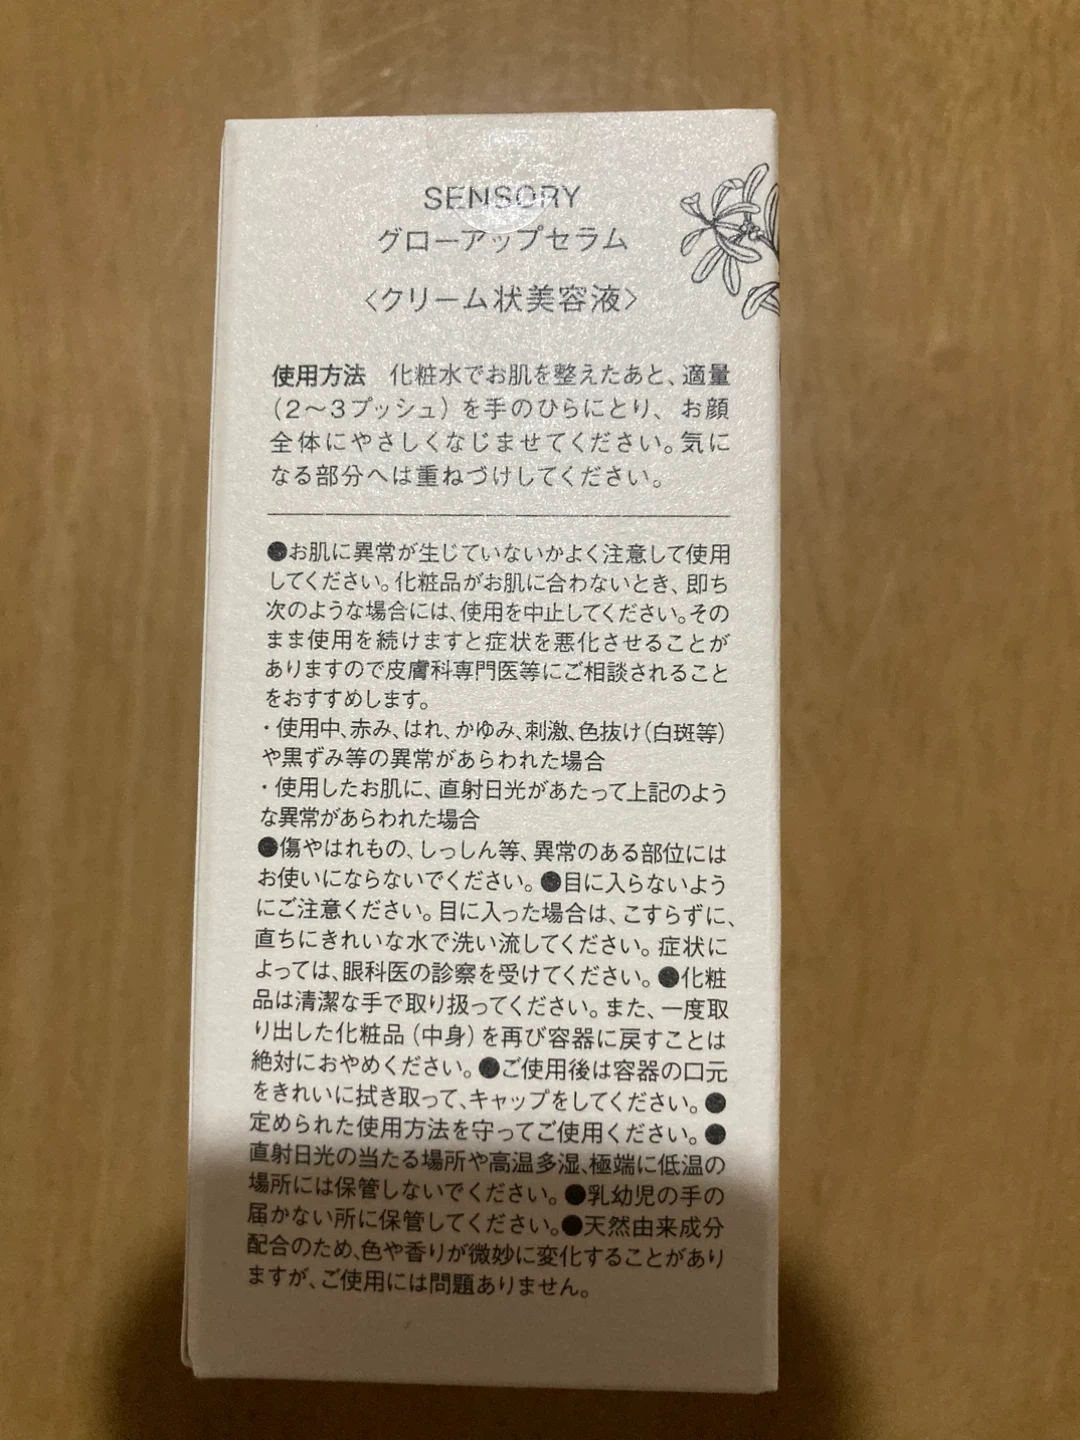 SENSORY
グローアップセラム
〈クリーム状美容液〉
使用方法　化粧水でお肌を整えたあと、適量
（2～3プッシュ）を手のひらにとり、お顔
全体にやさしくなじませてください。気に
なる部分へは重ねづけしてください。
●お肌に異常が生じていないかよく注意して使用
してください。化粧品がお肌に合わないとき、即ち
次のような場合には、使用を中止してください。その
まま使用を続けますと症状を悪化させることが
ありますので皮膚科専門医等にご相談されること
をおすすめします。
・使用中、赤み、はれ、かゆみ、刺激、色抜け（白斑等）
や黒ずみ等の異常があらわれた場合
・使用したお肌に、直射日光があたって上記のよう
な異常があらわれた場合
●傷やはれもの、しっしん等、異常のある部位には
お使いにならないでください。●目に入らないよう
にご注意ください。目に入った場合は、こすらずに、
直ちにきれいな水で洗い流してください。症状に
よっては、眼科医の診察を受けてください。●化粧
品は清潔な手で取り扱ってください。また、一度取
り出した化粧品（中身）を再び容器に戻すことは
絶対におやめください。●ご使用後は容器の口元
をきれいに拭き取って、キャップをしてください。●
定められた使用方法を守ってご使用ください。●
直射日光の当たる場所や高温多湿、極端に低温の
場所には保管しないでください。●乳幼児の手の
届かない所に保管してください。●天然由来成分
配合のため、色や香りが微妙に変化することがあり
ますが、ご使用には問題ありません。